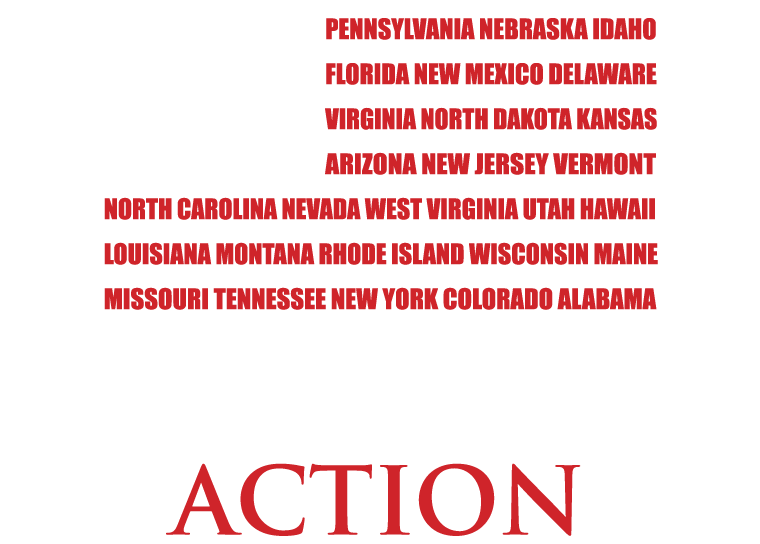 PENNSYLVANIA NEBRASKA IDAHO
FLORIDA NEW MEXICO DELAWARE
VIRGINIA NORTH DAKOTA KANSAS
ARIZONA NEW JERSEY VERMONT
NORTH CAROLINA NEVADA WEST VIRGINIA UTAH HAWAII
LOUISIANA MONTANA RHODE ISLAND WISCONSIN MAINE
MISSOURI TENNESSEE NEW YORK COLORADO ALABAMA
ACTION